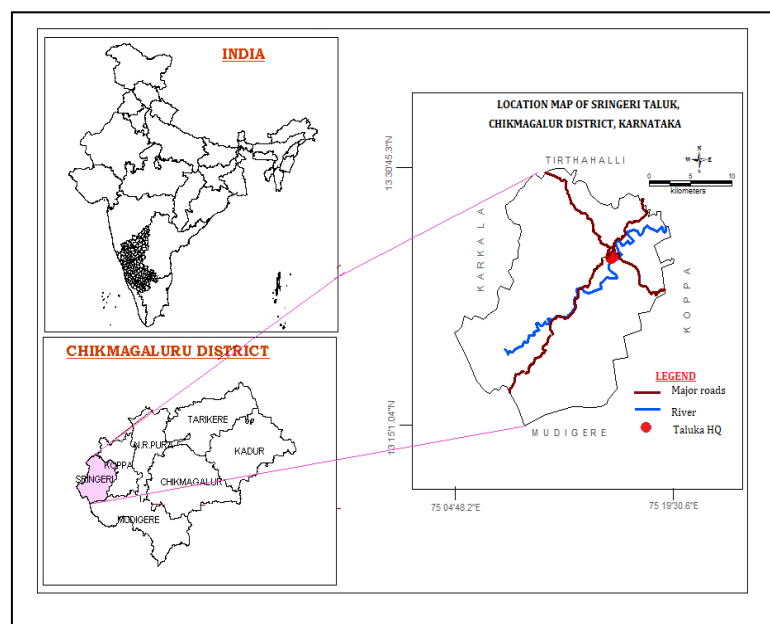 INDIA
LOCATION MAP OF SRINGERI TALUK,
CHIKMAGALUR DISTRICT, KARNATAKA
13 30'45.3"N
TIRTHAHALLI
N
W E
S
0 5 10
kilometers
KARKALA
KOPPA
CHIKMAGALURU DISTRICT
LEGEND
Major roads
River
Taluka HQ
TARIKERE
N.R.PURA
KADUR
KOPPA
SRINGERI
CHIKMAGALUR
MUDIGERE
13 15'1.04"N
MUDIGERE
75 04'48.2"E
75 19'30.6"E